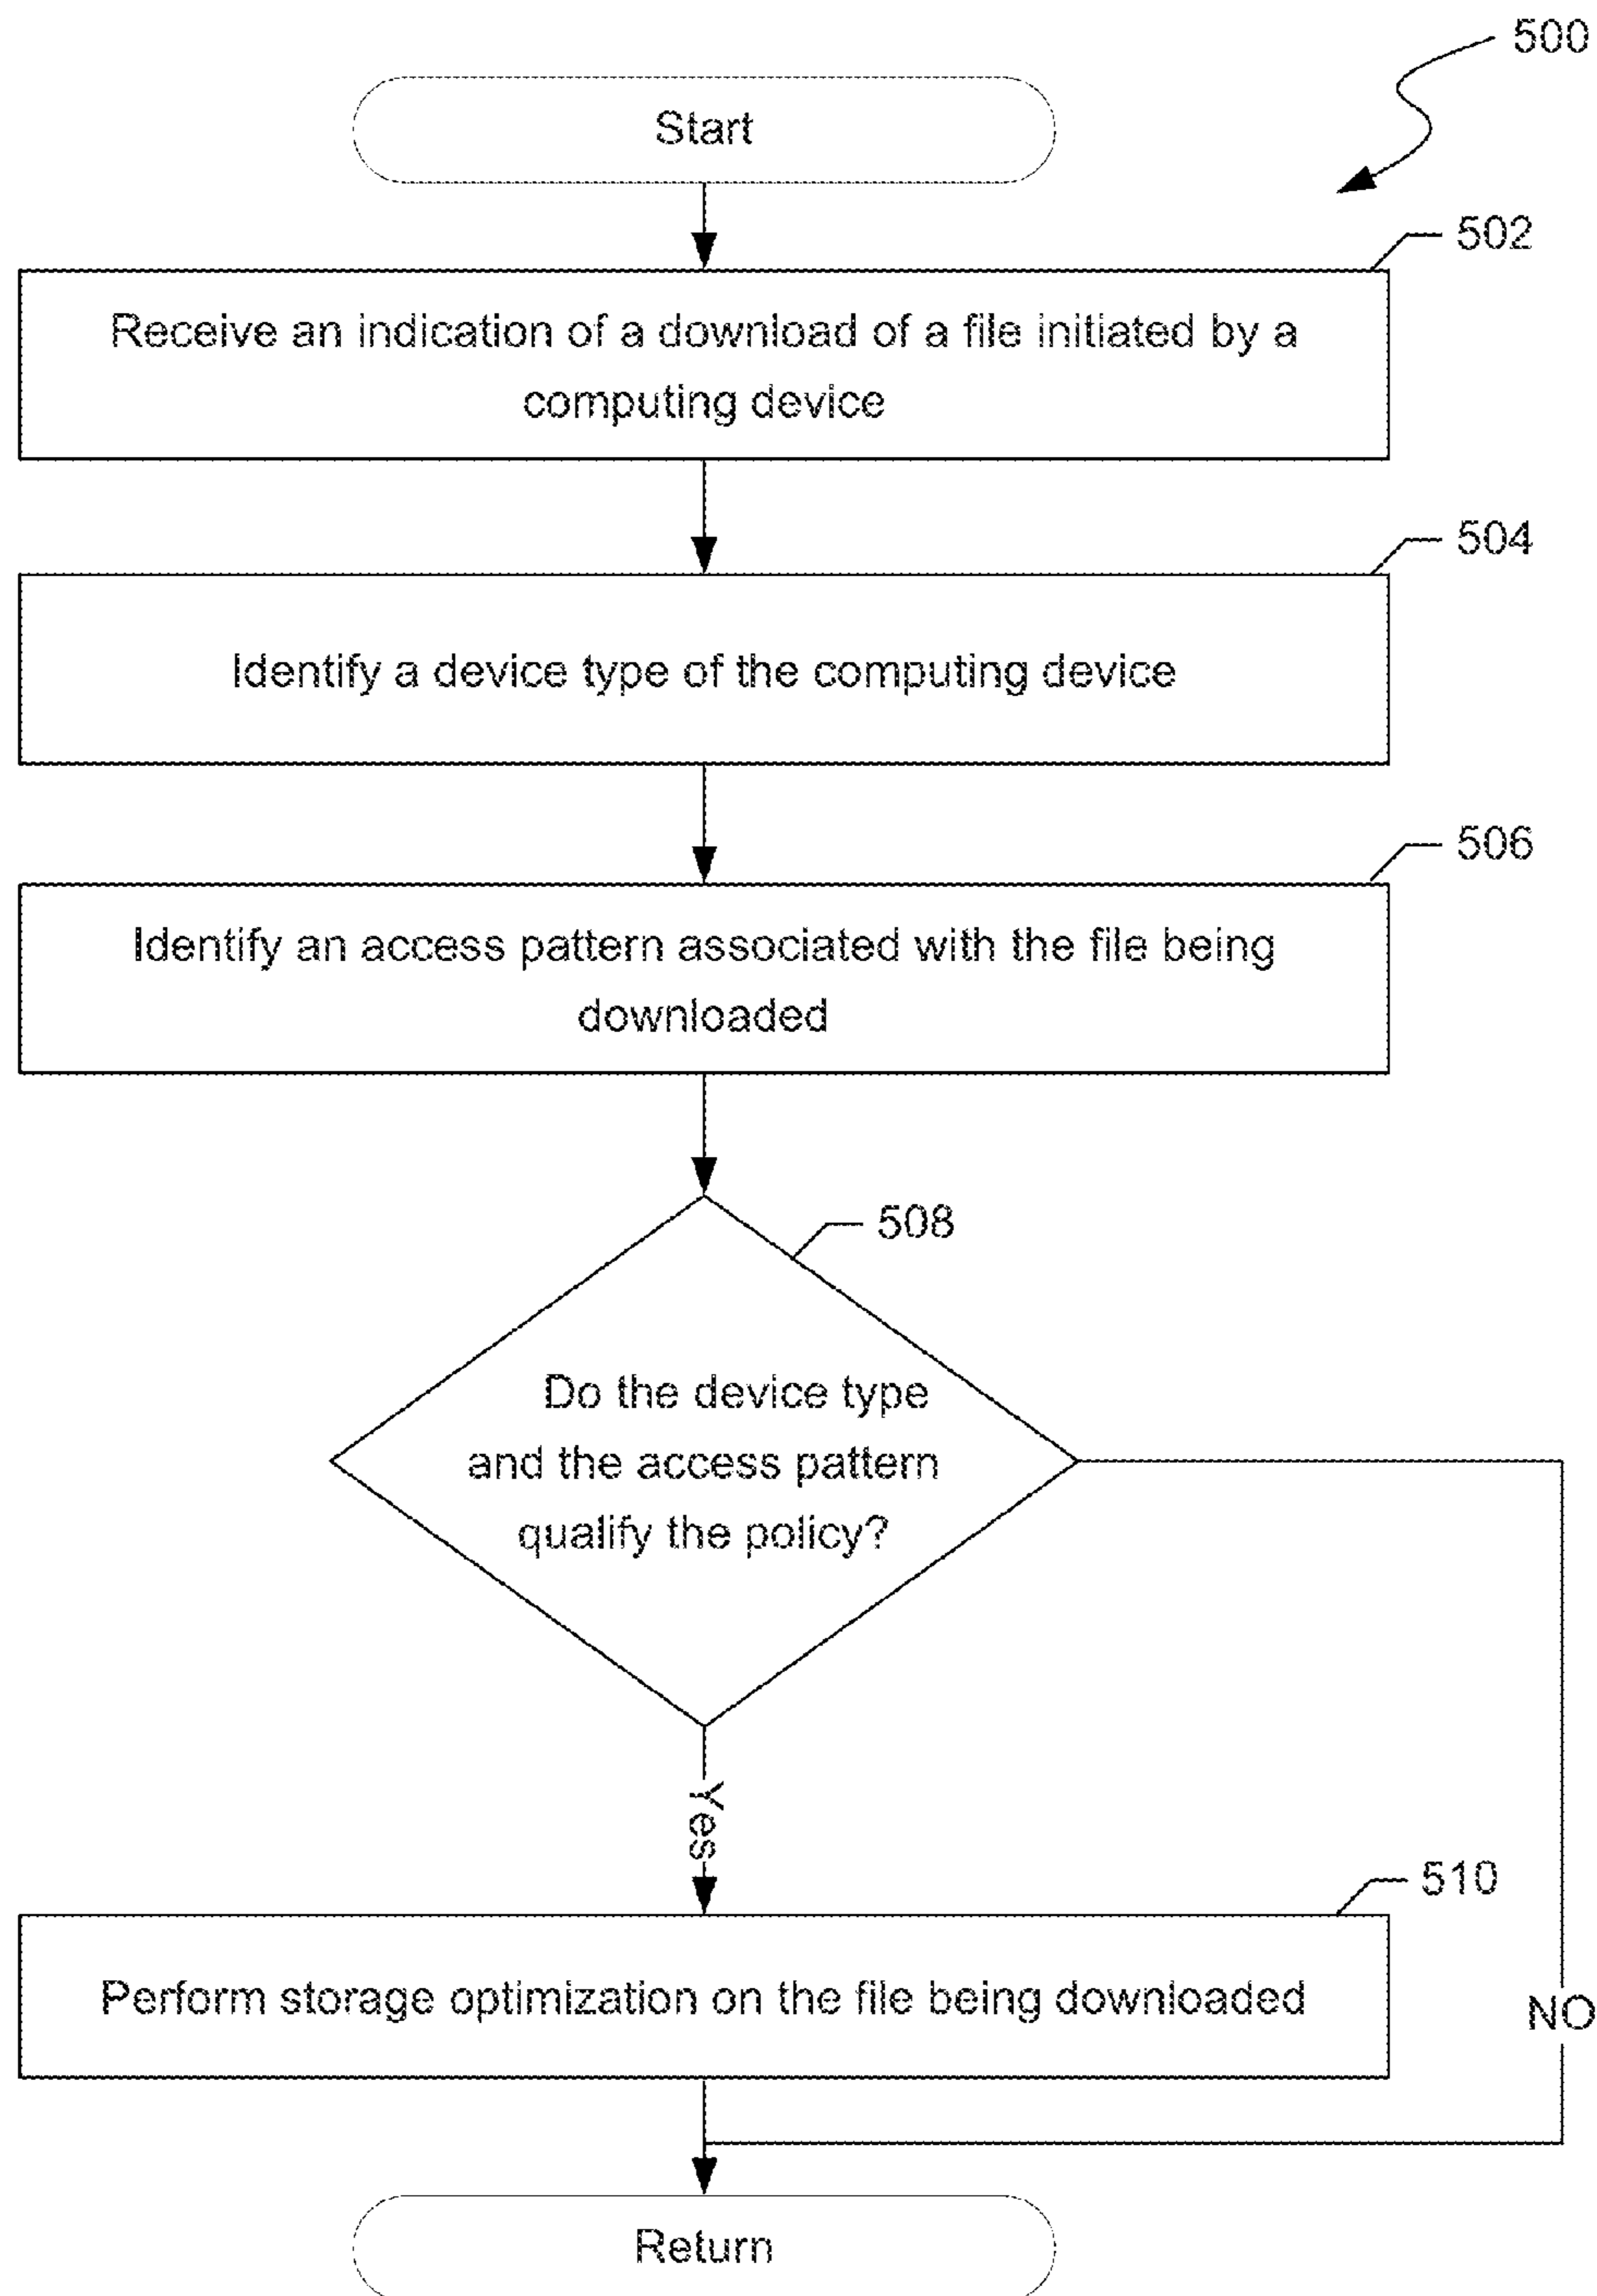 500
Start
502
Receive an indication of a download of a file initiated by a
computing device
504
Identify a device type of the computing device
506
Identify an access pattern associated with the file being
downloaded
508
Do the device type
and the access pattern
qualify the policy?
Yes
510
Perform storage optimization on the file being downloaded
NO
Return